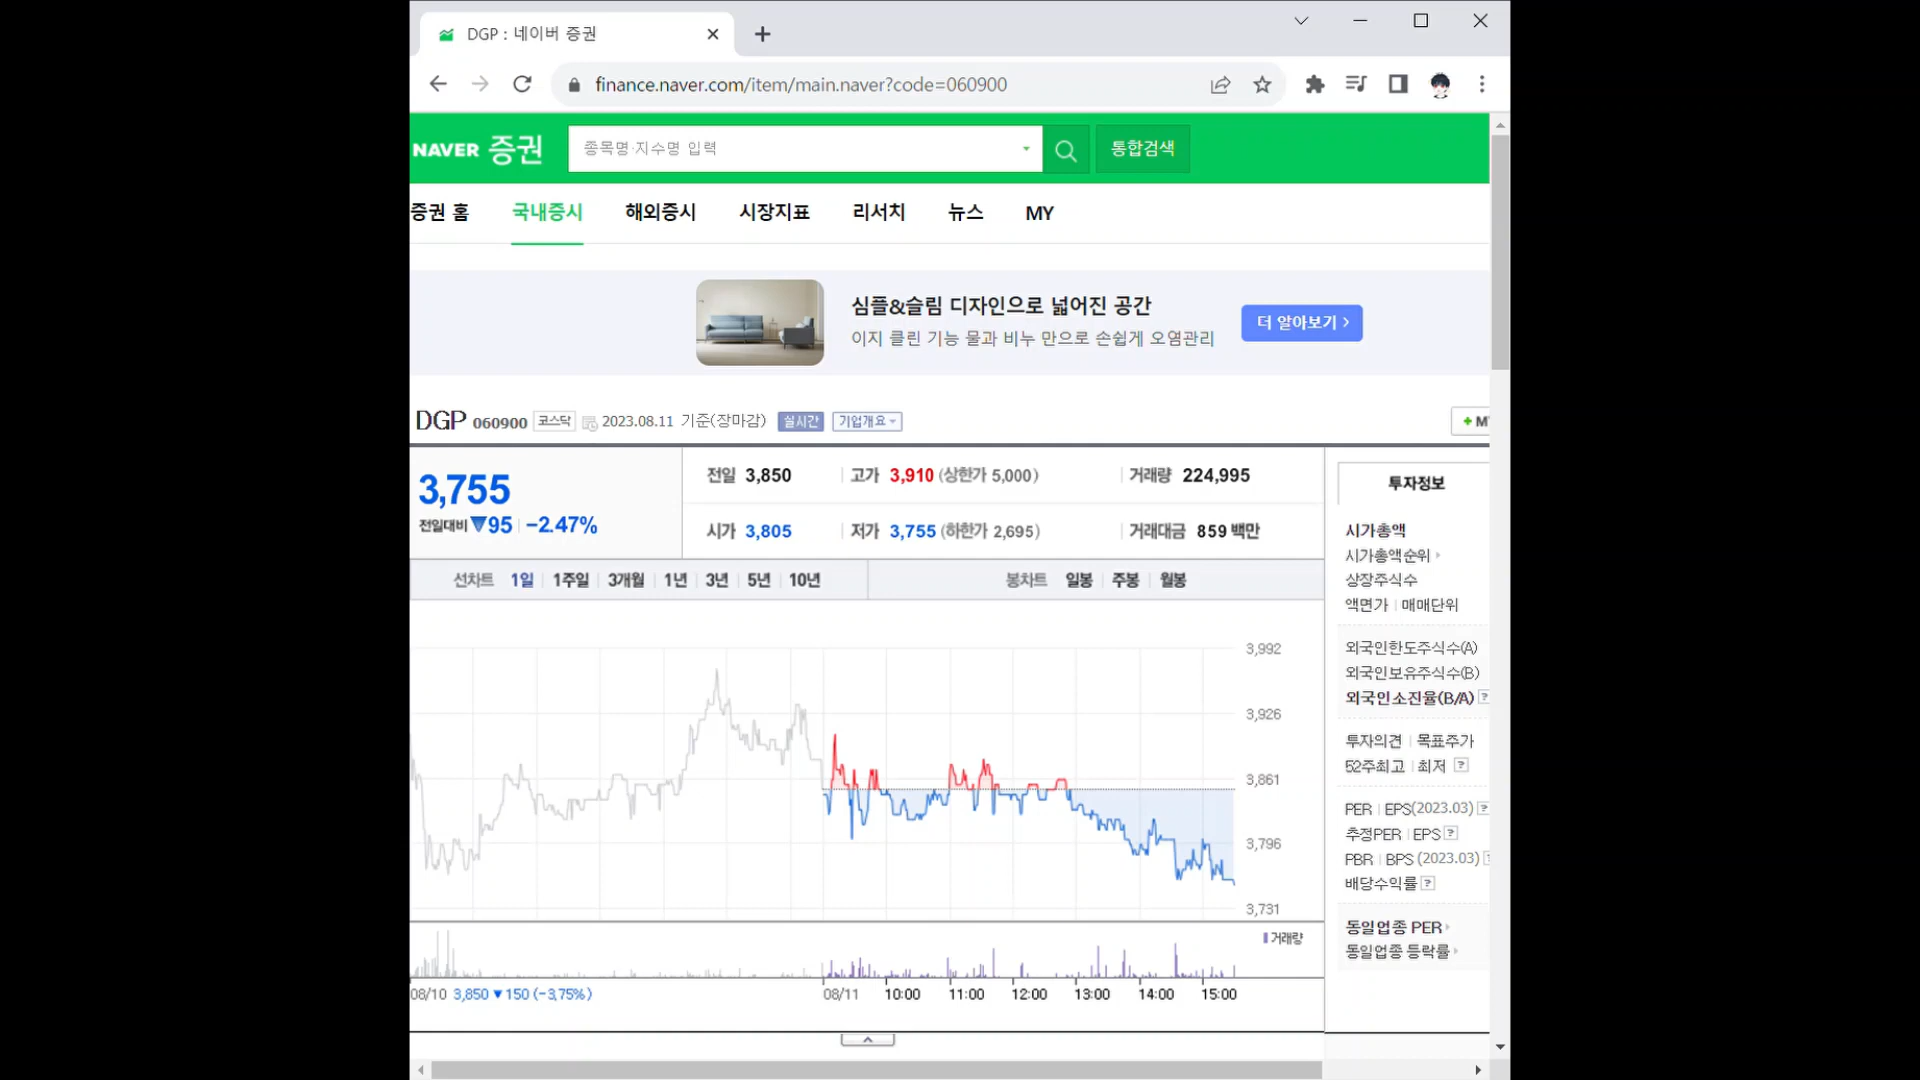 DGP : 네이버 증권
finance.naver.com/item/main.naver?code=060900
NAVER 증권
종목명·지수명 입력
통합검색
증권 홈 국내증시 해외증시 시장지표 리서치 뉴스 MY
심플&슬림 디자인으로 넓어진 공간
이지 클린 기능 물과 비누 만으로 손쉽게 오염관리
더 알아보기 >
DGP 060900 코스닥 2023.08.11 기준(장마감) 실시간 기업개요
3,755
전일대비 ▼95 -2.47%
전일 3,850 고가 3,910 (상한가 5,000) 거래량 224,995
시가 3,805 저가 3,755 (하한가 2,695) 거래대금 859 백만
선차트 1일 1주일 3개월 1년 3년 5년 10년 봉차트 일봉 주봉 월봉
3,992
3,926
3,861
3,796
3,731
거래량
08/10 3,850 ▼150 (-3,75%) 08/11 10:00 11:00 12:00 13:00 14:00 15:00
투자정보
시가총액
시가총액순위
상장주식수
액면가 | 매매단위
외국인한도주식수(A)
외국인보유주식수(B)
외국인소진율(B/A) ?
투자의견 | 목표주가
52주최고 | 최저 ?
PER | EPS(2023.03) ?
추정PER | EPS ?
PBR | BPS (2023.03) ?
배당수익률 ?
동일업종 PER
동일업종 등락률